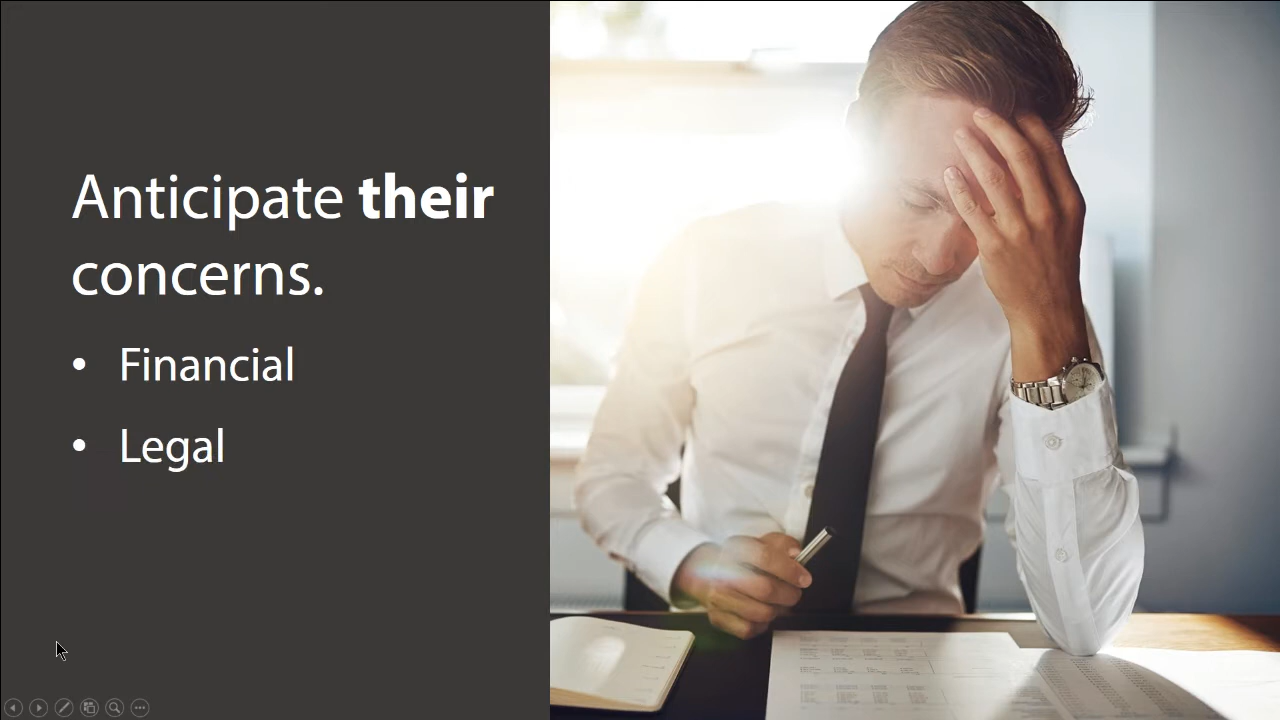 Anticipate their
concerns.
• Financial
• Legal